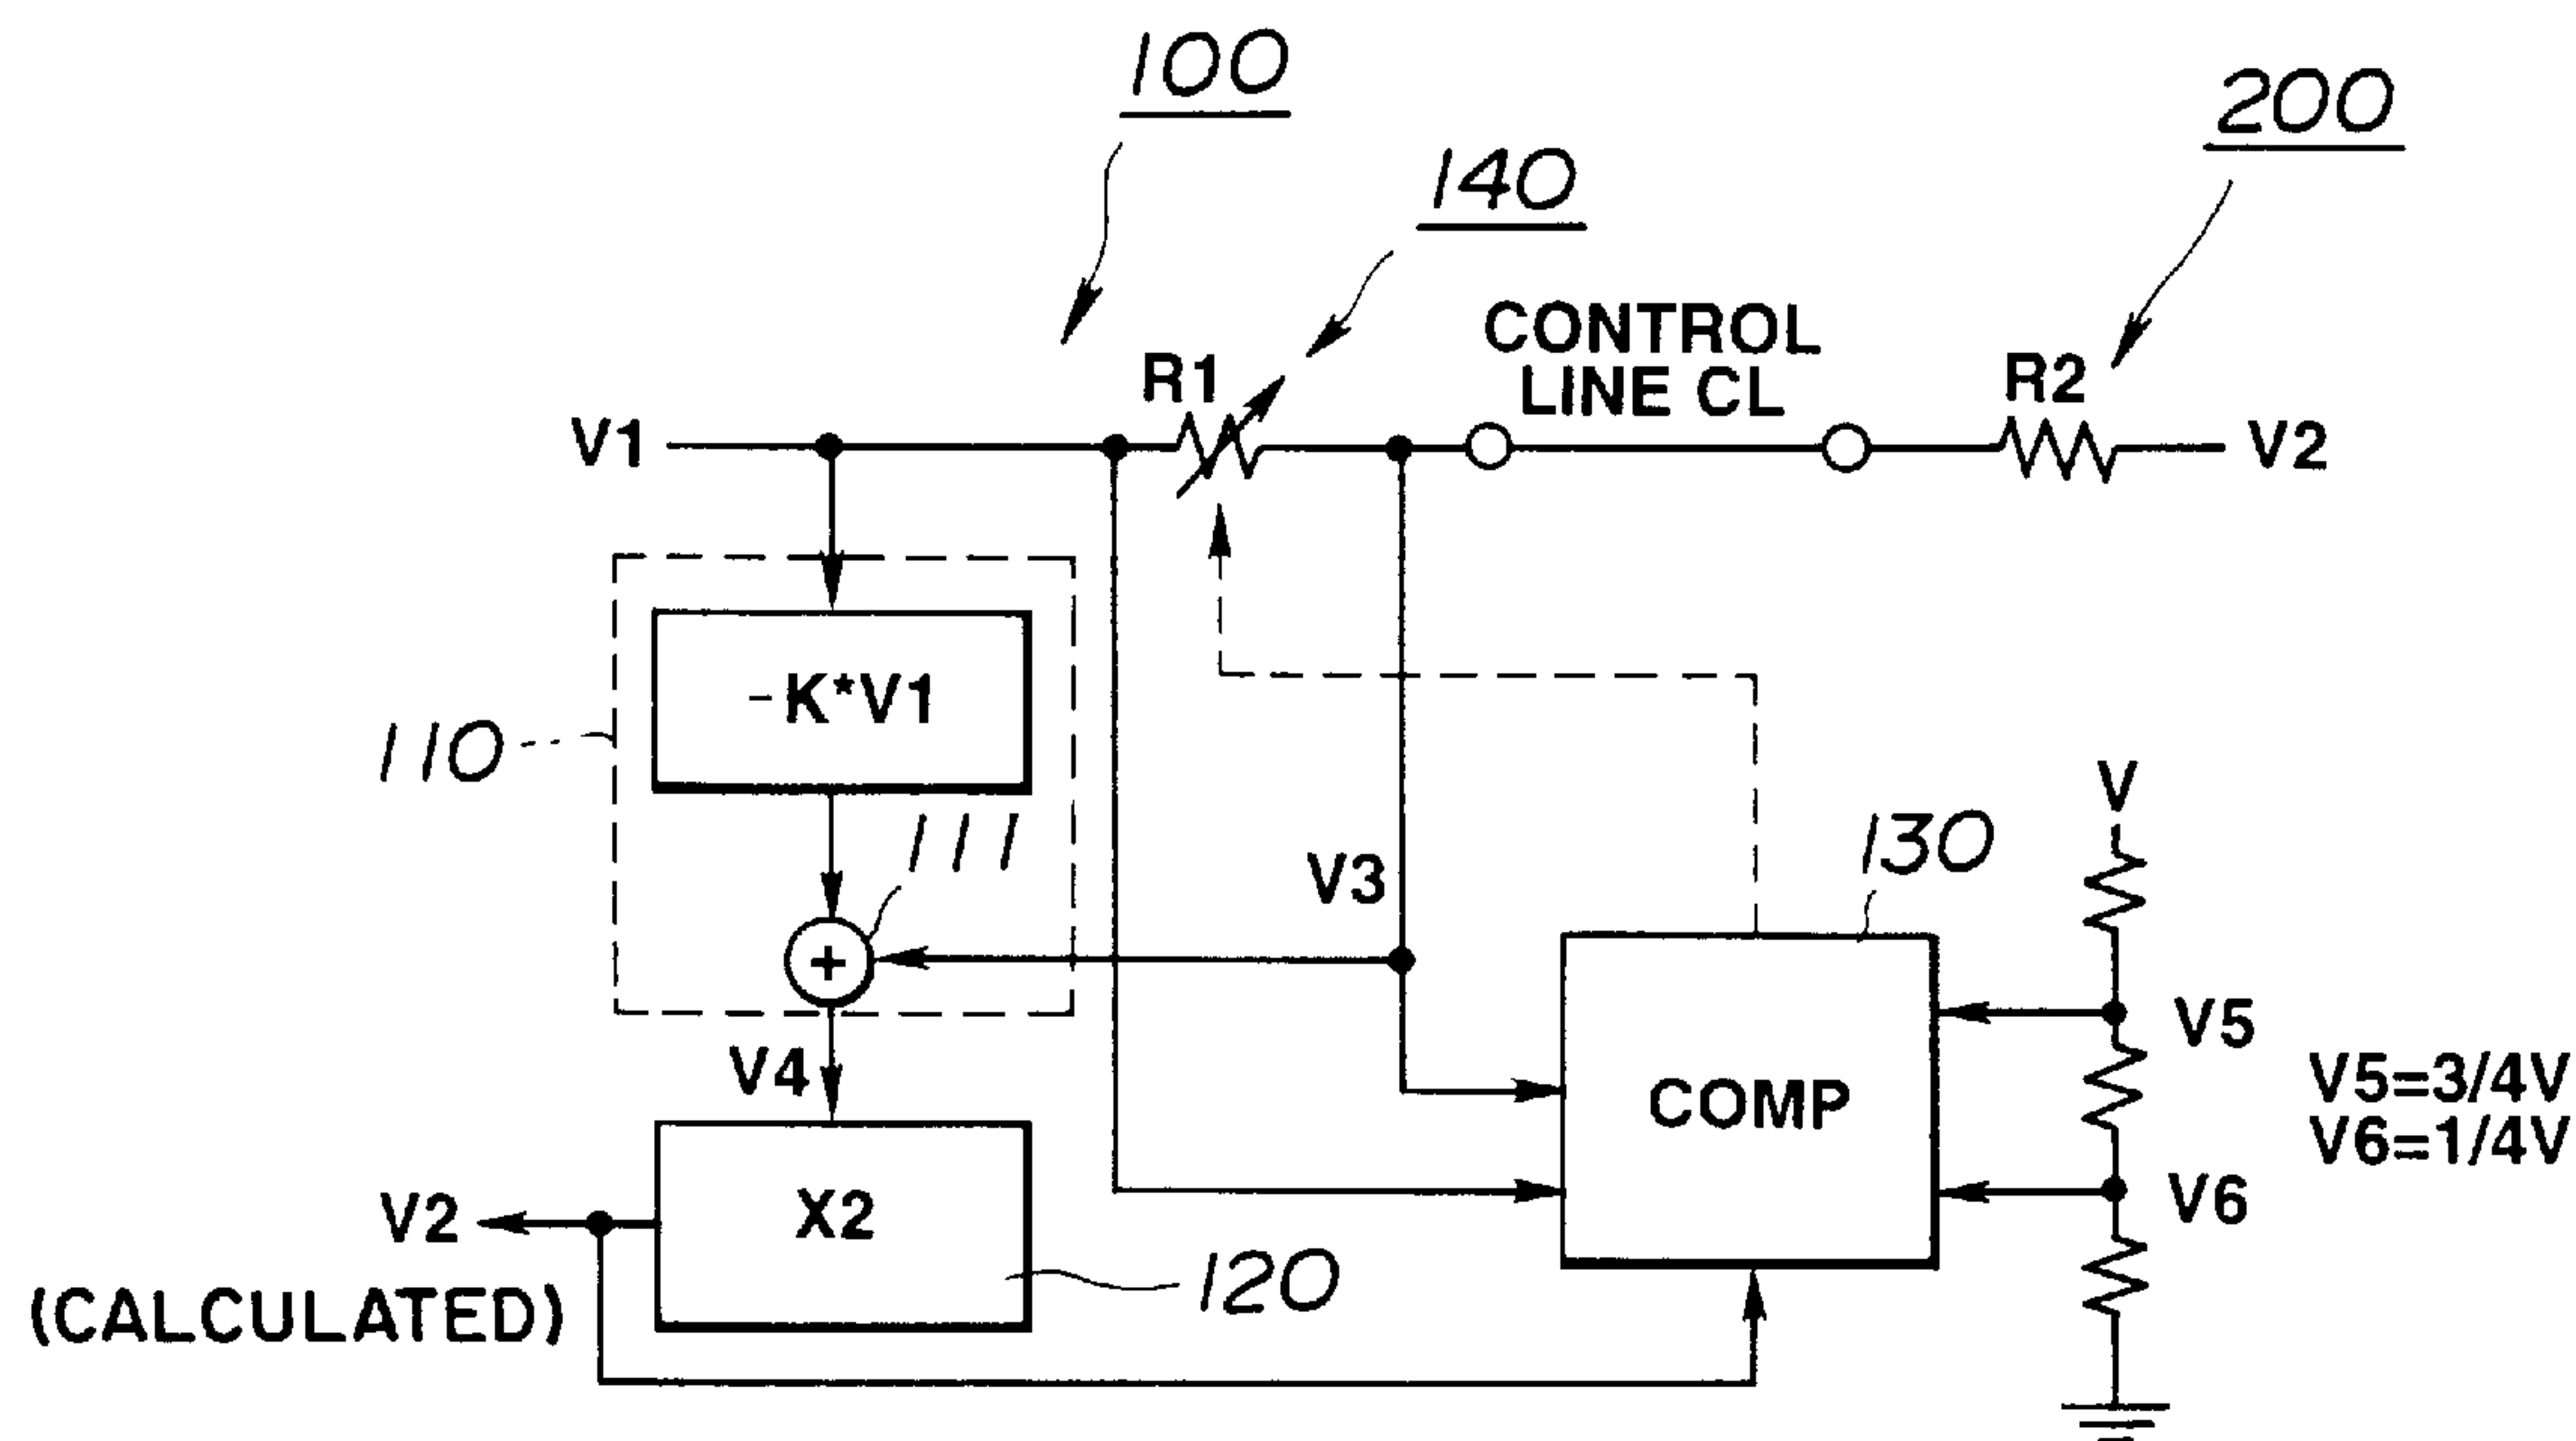 100
200
140
CONTROL
LINE CL
R1
R2
V1
V2
-K*V1
110
111
V
V3
130
+
V5
V4
COMP
V5=3/4V
V6=1/4V
V2
X2
V6
(CALCULATED)
120